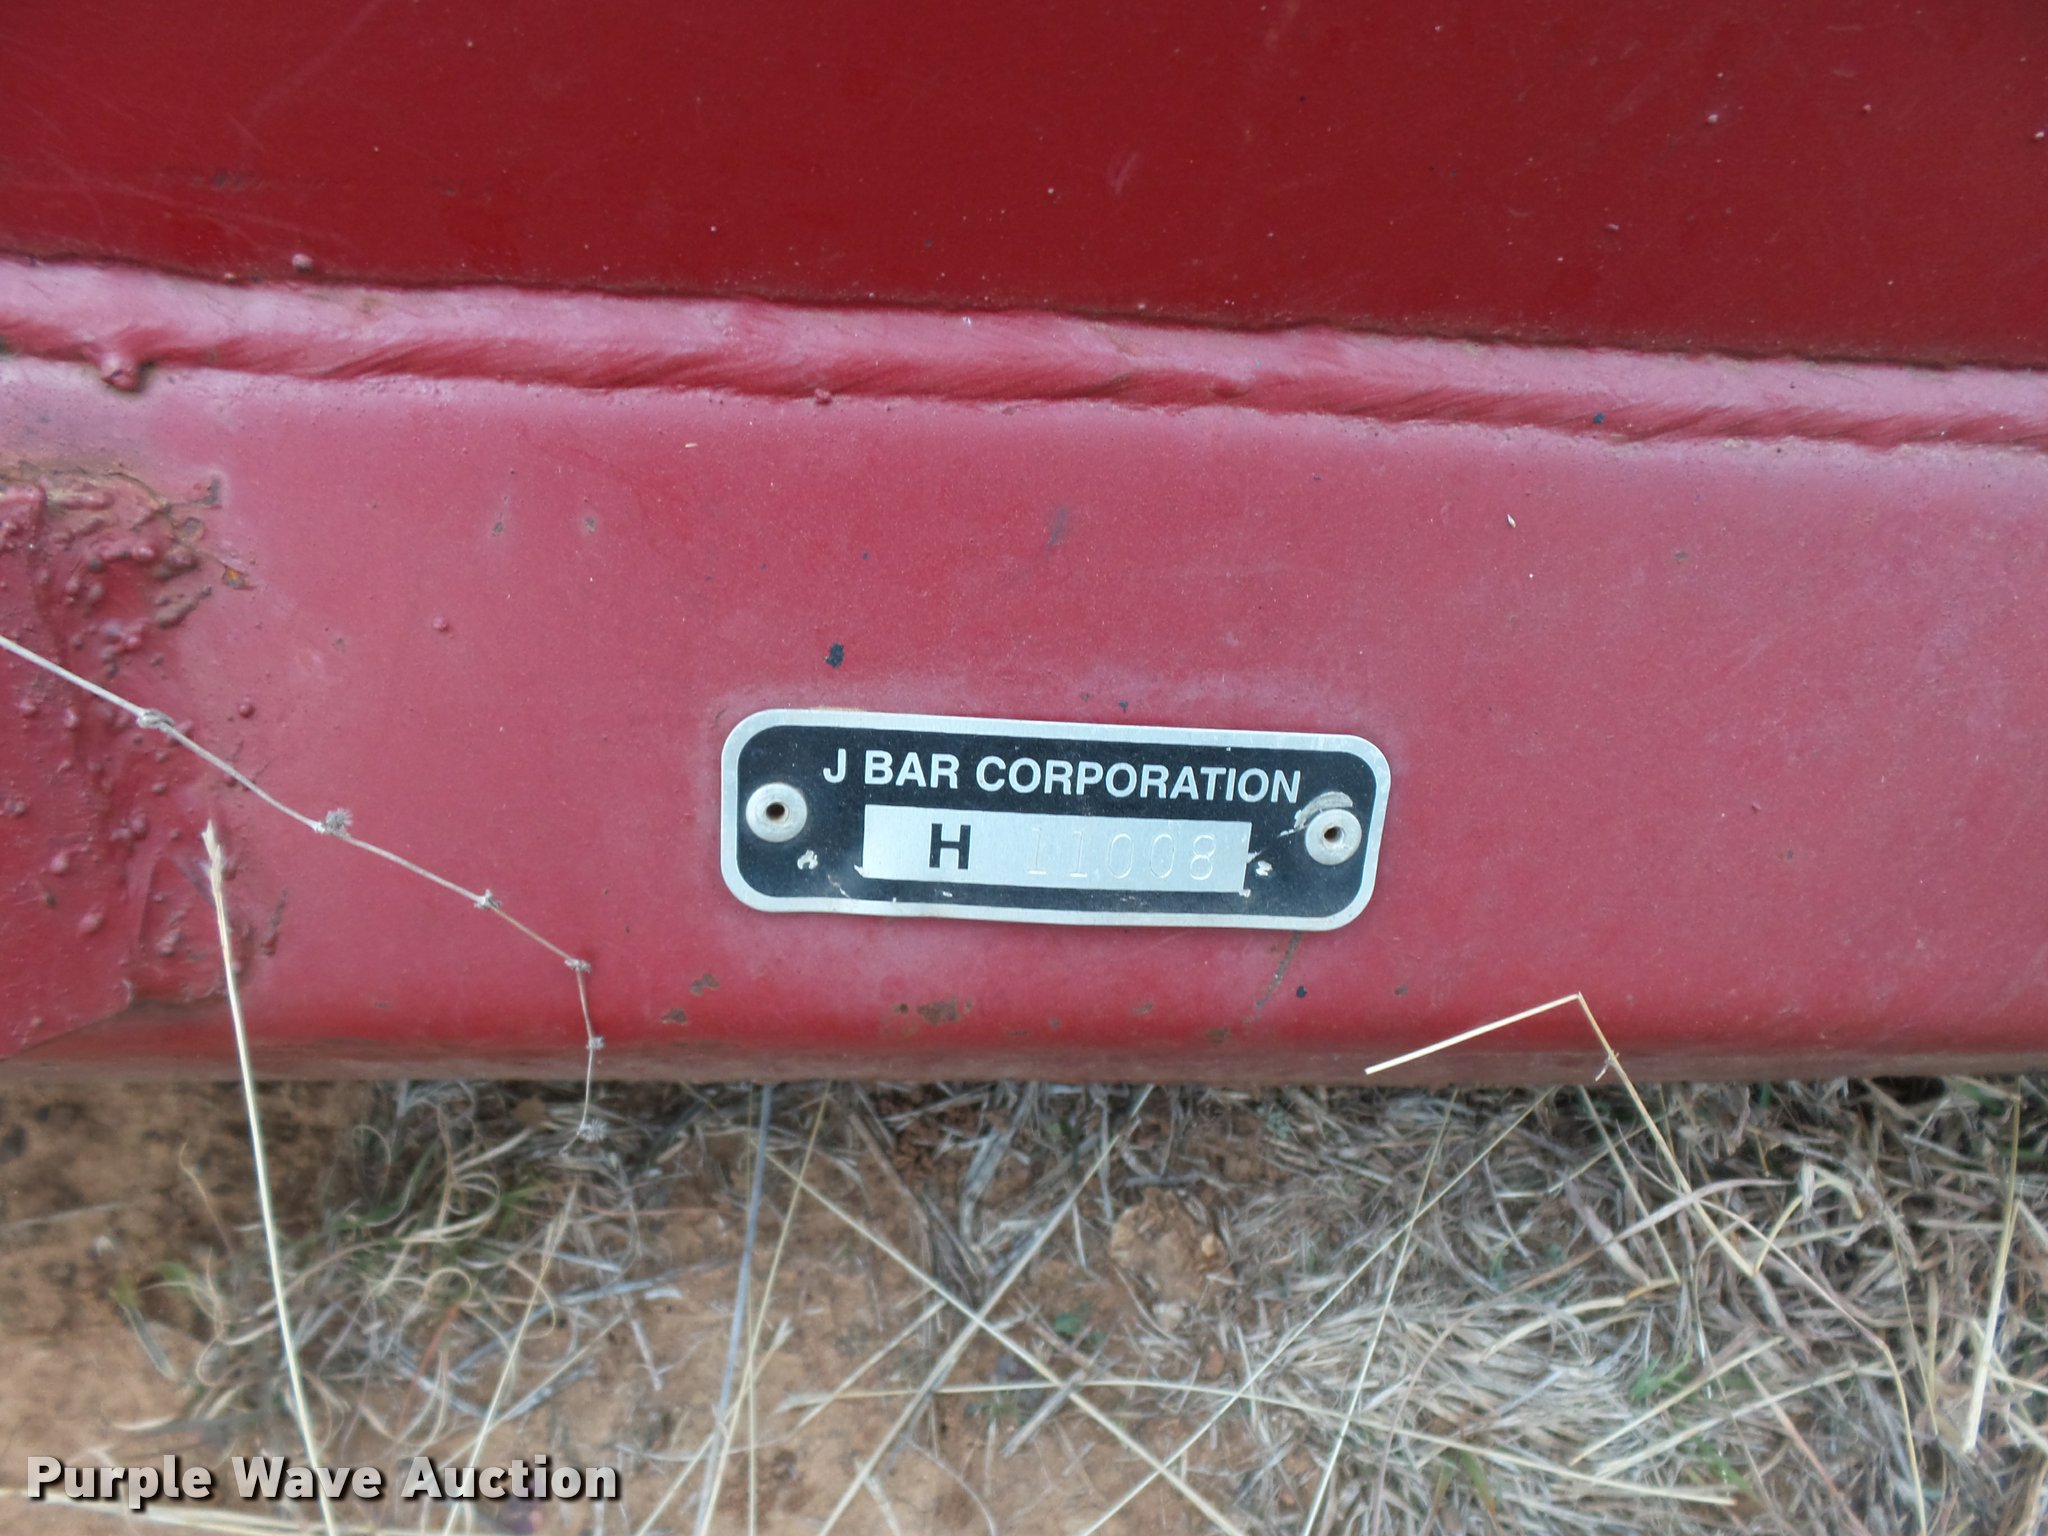 J BAR CORPORATION
H 11008
Purple Wave Auction